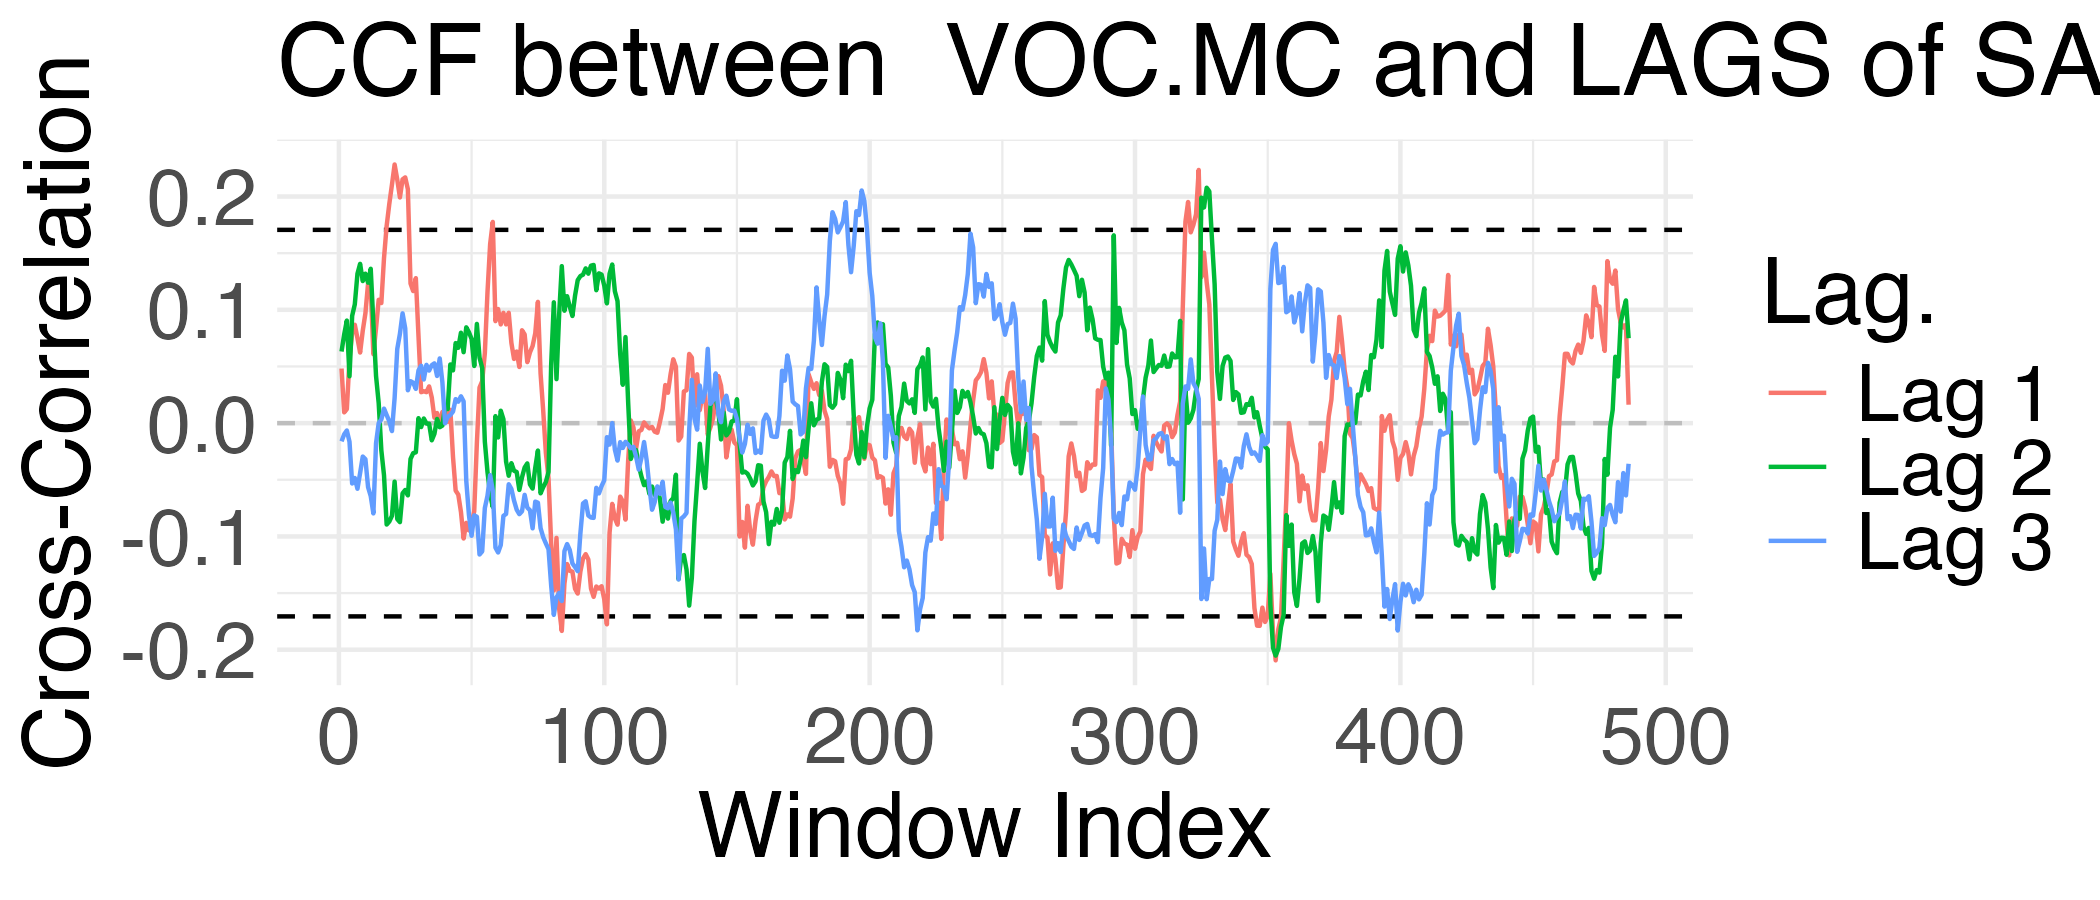 CCF between VOC.MC and LAGS of SA
Cross-Correlation
0.2
0.1
0.0
-0.1
-0.2
0 100 200 300 400 500
Window Index
Lag.
Lag 1
Lag 2
Lag 3